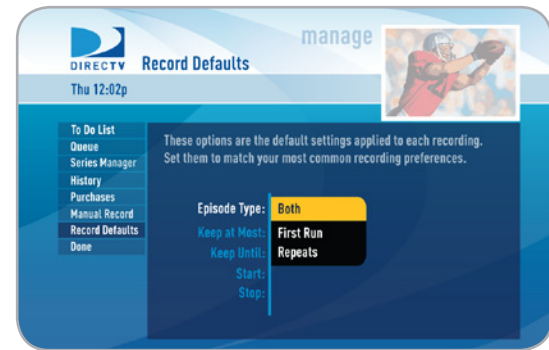 manage
DIRECTV Record Defaults
Thu 12:02p
To Do List
Queue
Series Manager
History
Purchases
Manual Record
Record Defaults
Done
These options are the default settings applied to each recording.
Set them to match your most common recording preferences.
Episode Type: Both
Keep at Most: First Run
Keep Until: Repeats
Start:
Stop: